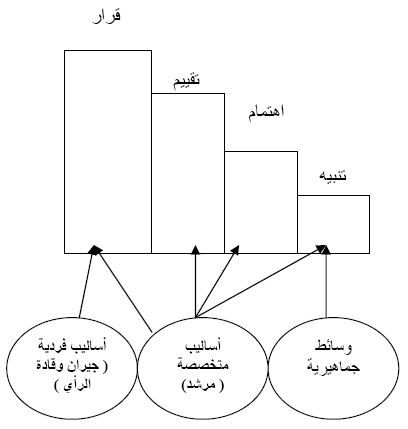 قرار
تقييم
اهتمام
تنبيه
وسائط
جماهيرية
أساليب
متخصصة
( مرشد)
أساليب فردية
( جيران وقادة
الرأي )